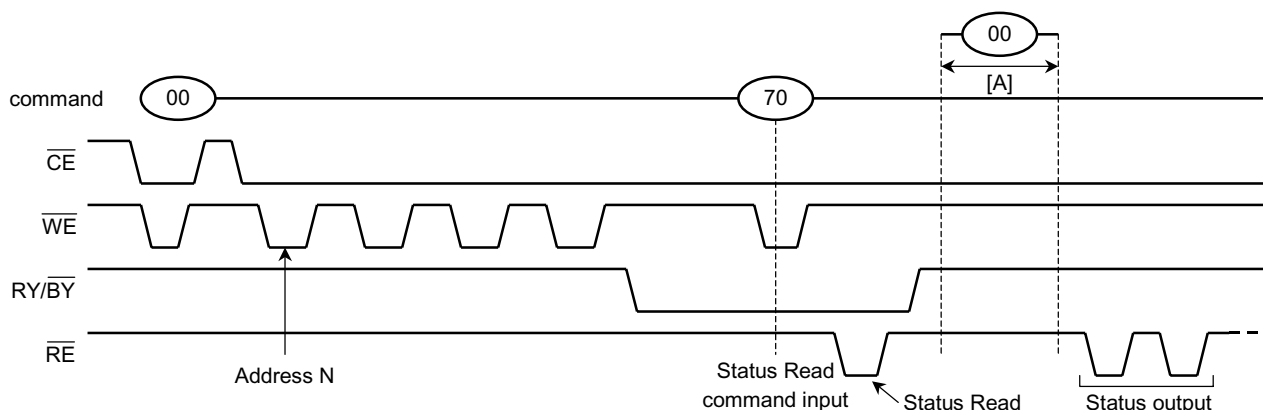 00
[A]
command
00
70
CE
WE
RY/BY
RE
Address N
Status Read
command input
Status Read
Status output